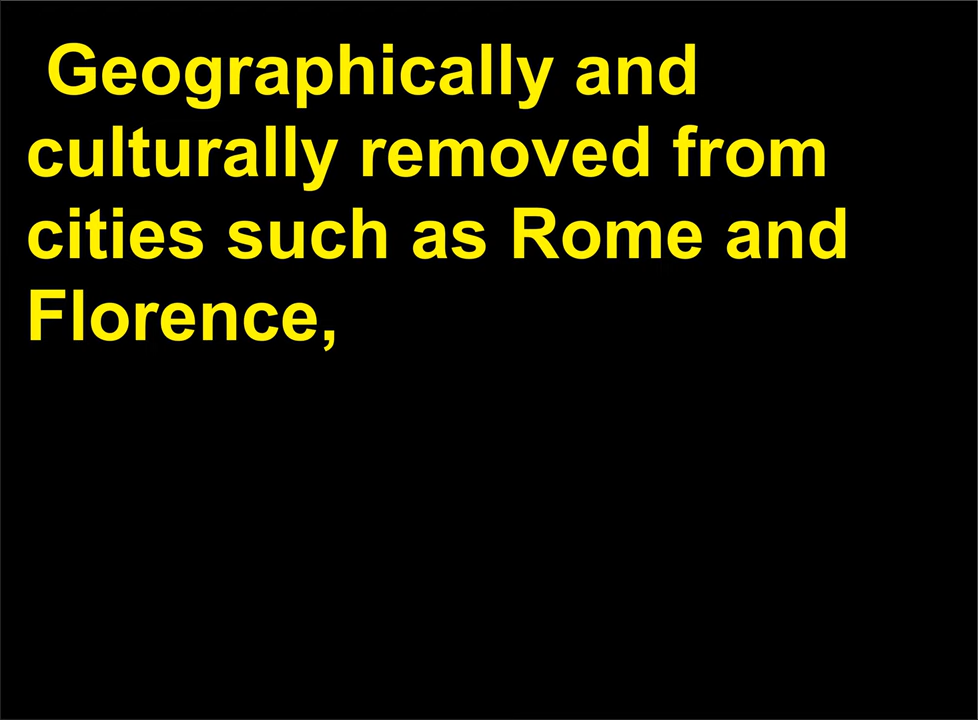 Geographically and
culturally removed from
cities such as Rome and
Florence,